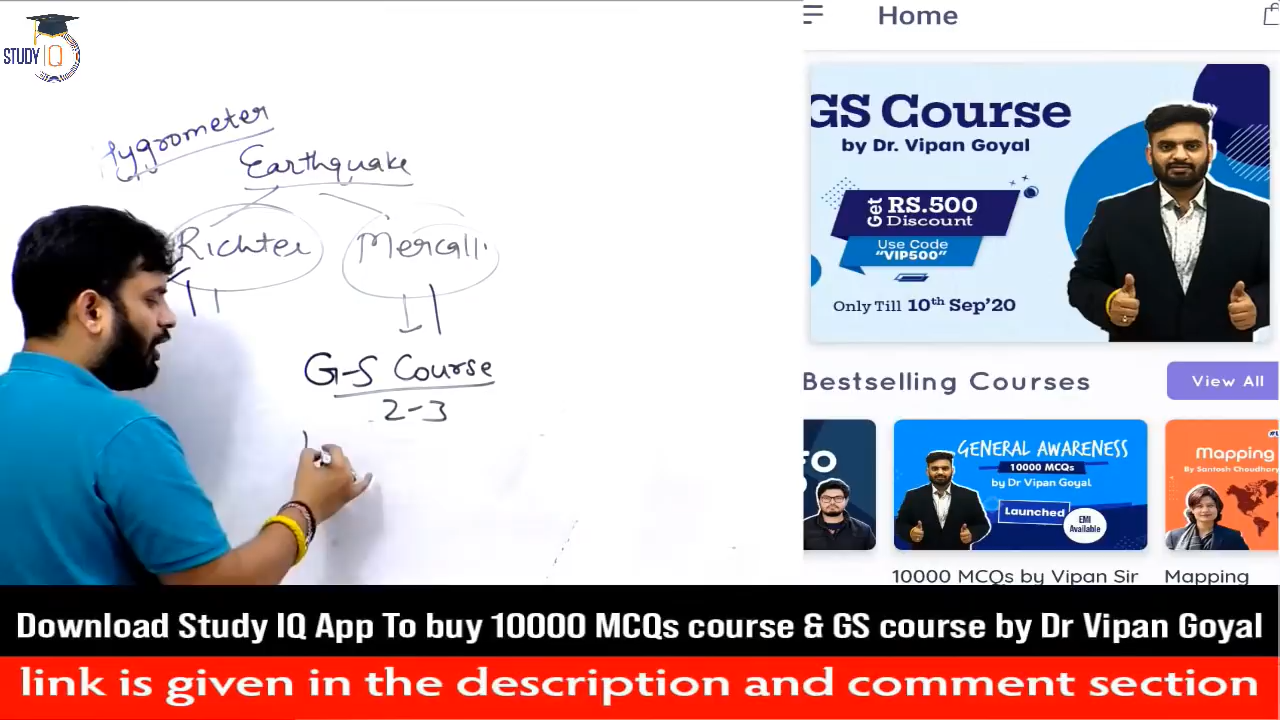 STUDY IQ
Hygrometer
Earthquake
Richter
Mercalli
G-S Course
2-3
Home
GS Course
by Dr. Vipan Goyal
Get RS.500
Discount
Use Code
"VIP500"
Only Till 10th Sep'20
Bestselling Courses
View All
FO
GENERAL AWARENESS
10000 MCQs
by Dr Vipan Goyal
Launched
EMI
Available
Mapping
By Santosh Choudhary
10000 MCQs by Vipan Sir
Mapping
Download Study IQ App To buy 10000 MCQs course & GS course by Dr Vipan Goyal
link is given in the description and comment section